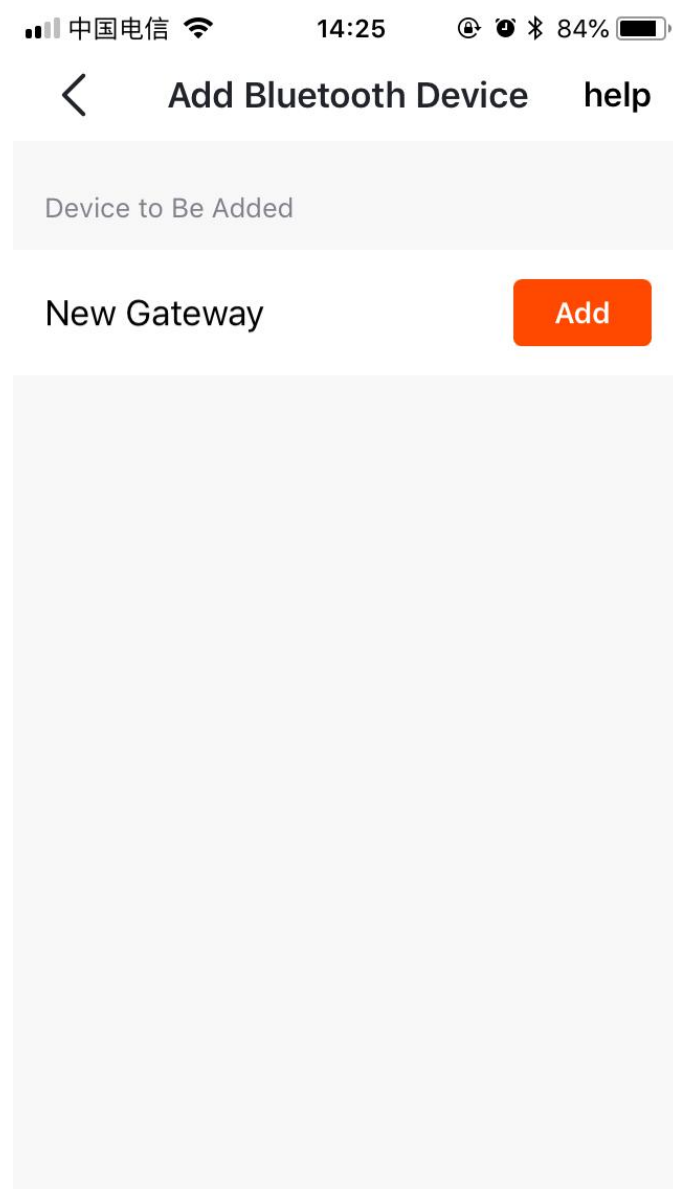 中国电信 14:25 84%
Add Bluetooth Device help
Device to Be Added
New Gateway Add